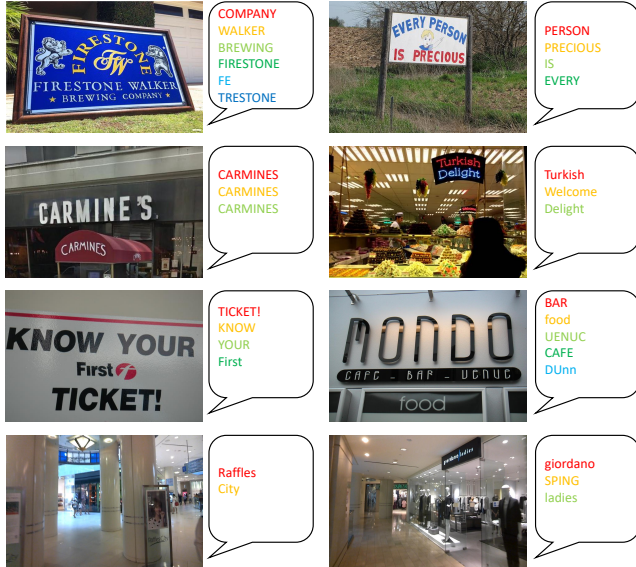 FIRESTONE
FW
FIRESTONE WALKER
★ BREWING COMPANY ★
COMPANY
WALKER
BREWING
FIRESTONE
FE
TRESTONE
EVERY PERSON
IS PRECIOUS
PERSON
PRECIOUS
IS
EVERY
CARMINE'S
CARMINES
CARMINES
CARMINES
CARMINES
Turkish
Delight
Turkish
Welcome
Delight
KNOW YOUR
First
TICKET!
TICKET!
KNOW
YOUR
First
MONDO
CAFE - BAR - VENUE
food
BAR
food
UENUC
CAFE
DUnn
Raffles
City
giordano ladies
giordano
SPING
ladies